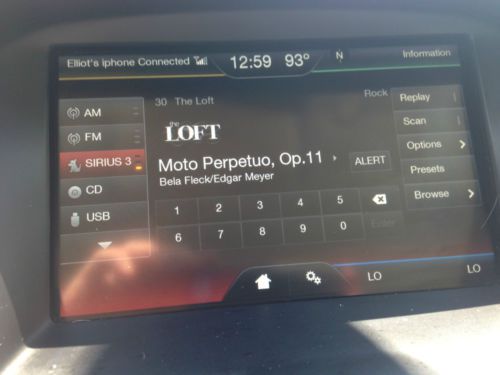 Elliot's iphone Connected 12:59 93° N Information
AM
FM
SIRIUS 3
CD
USB
30 The Loft Rock
the LOFT
Moto Perpetuo, Op.11 ALERT
Bela Fleck/Edgar Meyer
1 2 3 4 5
6 7 8 9 0 Enter
Replay
Scan
Options
Presets
Browse
LO LO